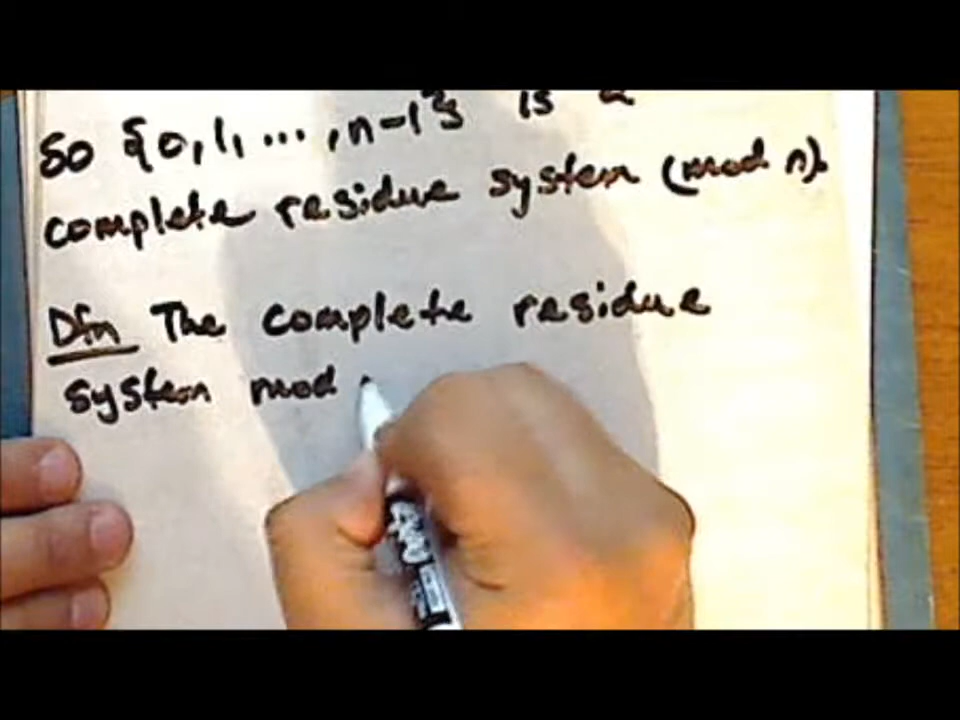 So {0,1, ... ,n-1} is a
complete residue system (mod n).
Dfn The complete residue
system mod